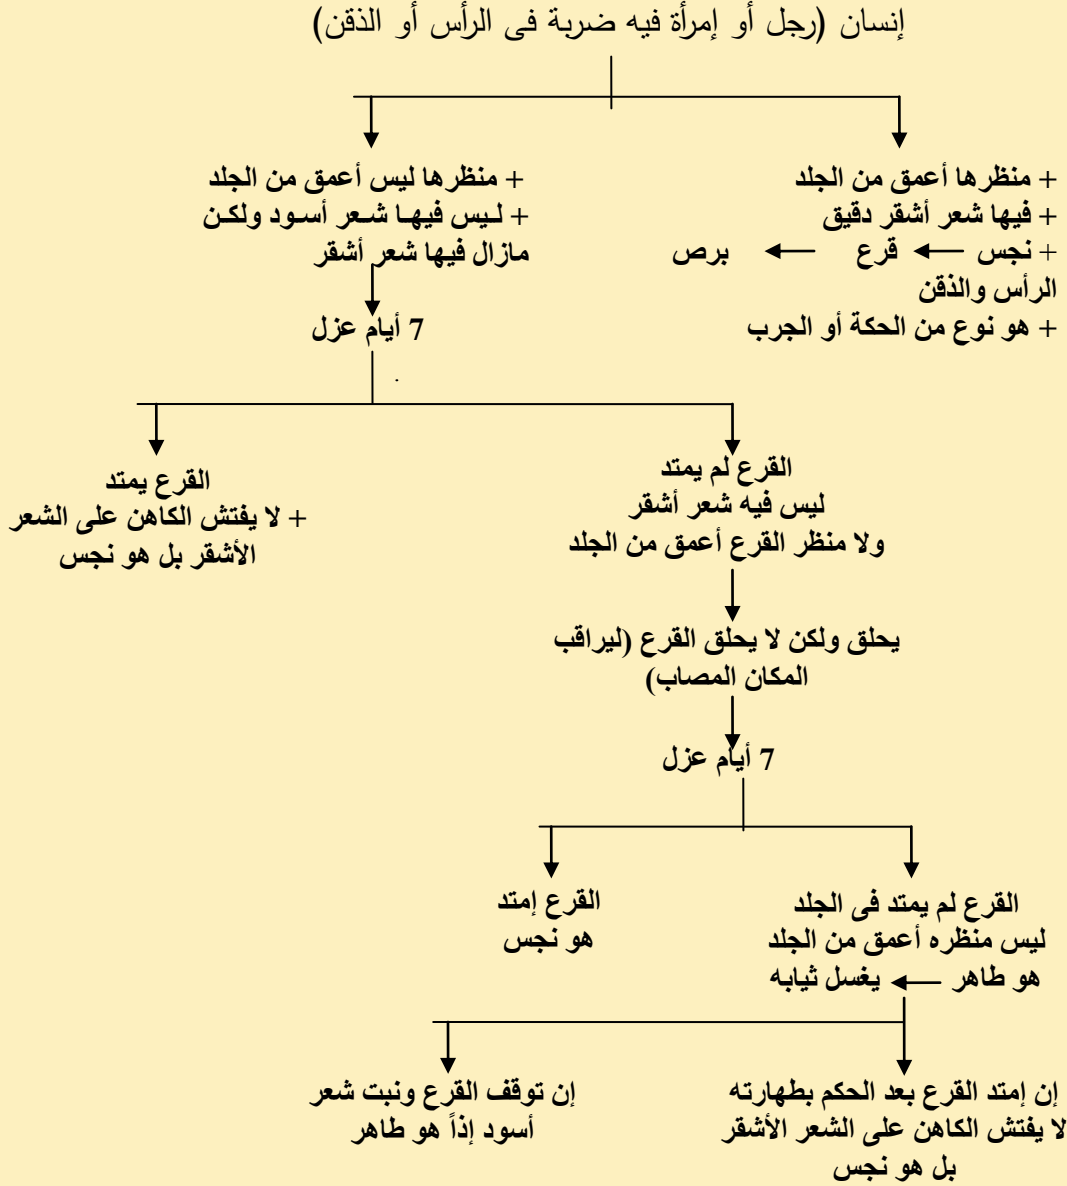 إنسان (رجل أو إمرأة فيه ضربة فى الرأس أو الذقن)
+ منظرها أعمق من الجلد
+ فيها شعر أشقر دقيق
+ نجس ← قرع ← برص
الرأس والذقن
+ هو نوع من الحكة أو الجرب
+ منظرها ليس أعمق من الجلد
+ ليس فيها شعر أسود ولكن
مازال فيها شعر أشقر
7 أيام عزل
القرع لم يمتد
ليس فيه شعر أشقر
ولا منظر القرع أعمق من الجلد
القرع يمتد
+ لا يفتش الكاهن على الشعر
الأشقر بل هو نجس
يحلق ولكن لا يحلق القرع (ليراقب
المكان المصاب)
7 أيام عزل
القرع لم يمتد فى الجلد
ليس منظره أعمق من الجلد
هو طاهر ← يغسل ثيابه
القرع إمتد
هو نجس
إن إمتد القرع بعد الحكم بطهارته
لا يفتش الكاهن على الشعر الأشقر
بل هو نجس
إن توقف القرع ونبت شعر
أسود إذاً هو طاهر